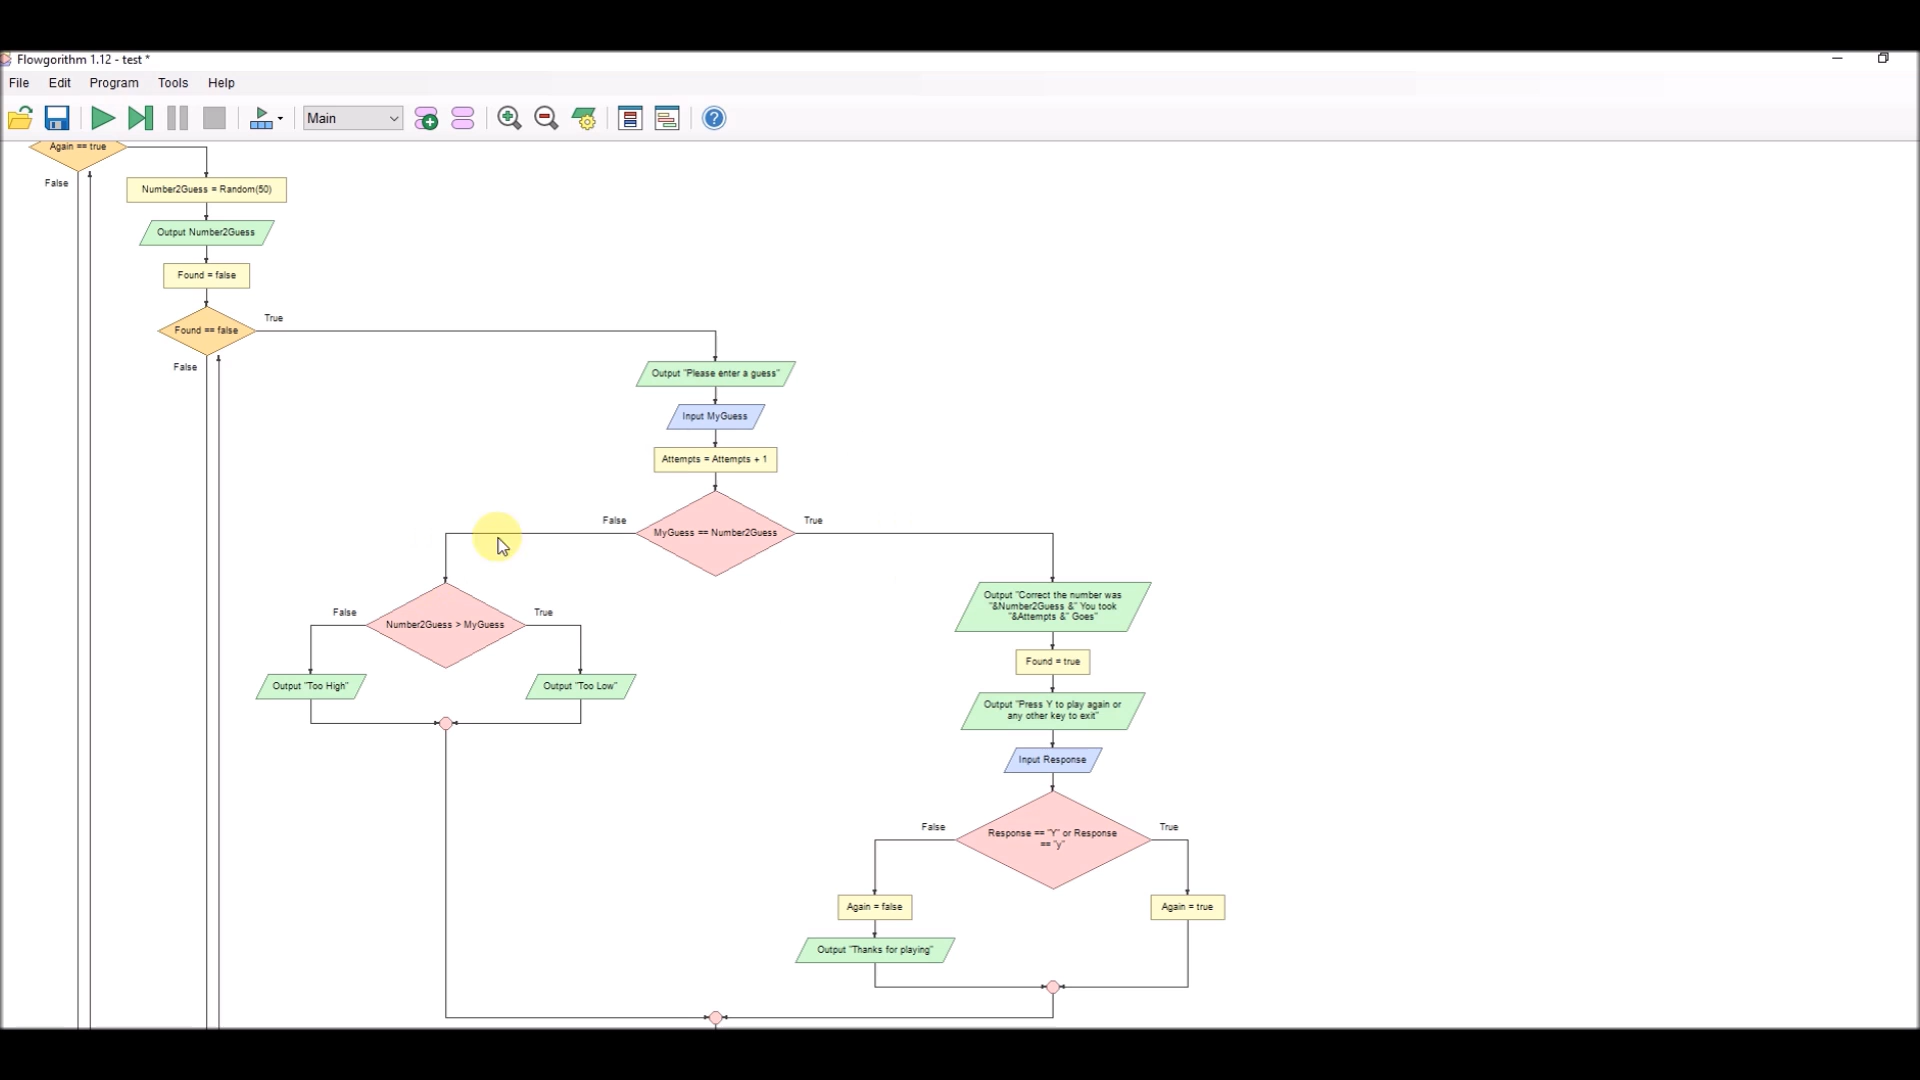 Flowgorithm 1.12 - test *
File Edit Program Tools Help
Main
Again == true
False
Number2Guess = Random(50)
Output Number2Guess
Found = false
True
Found == false
False
Output "Please enter a guess"
Input MyGuess
Attempts = Attempts + 1
False
True
MyGuess == Number2Guess
False
True
Number2Guess > MyGuess
Output "Too High"
Output "Too Low"
Output "Correct the number was
"&Number2Guess &" You took
"&Attempts &" Goes"
Found = true
Output "Press Y to play again or
any other key to exit"
Input Response
False
True
Response == "Y" or Response
== "y"
Again = false
Again = true
Output "Thanks for playing"